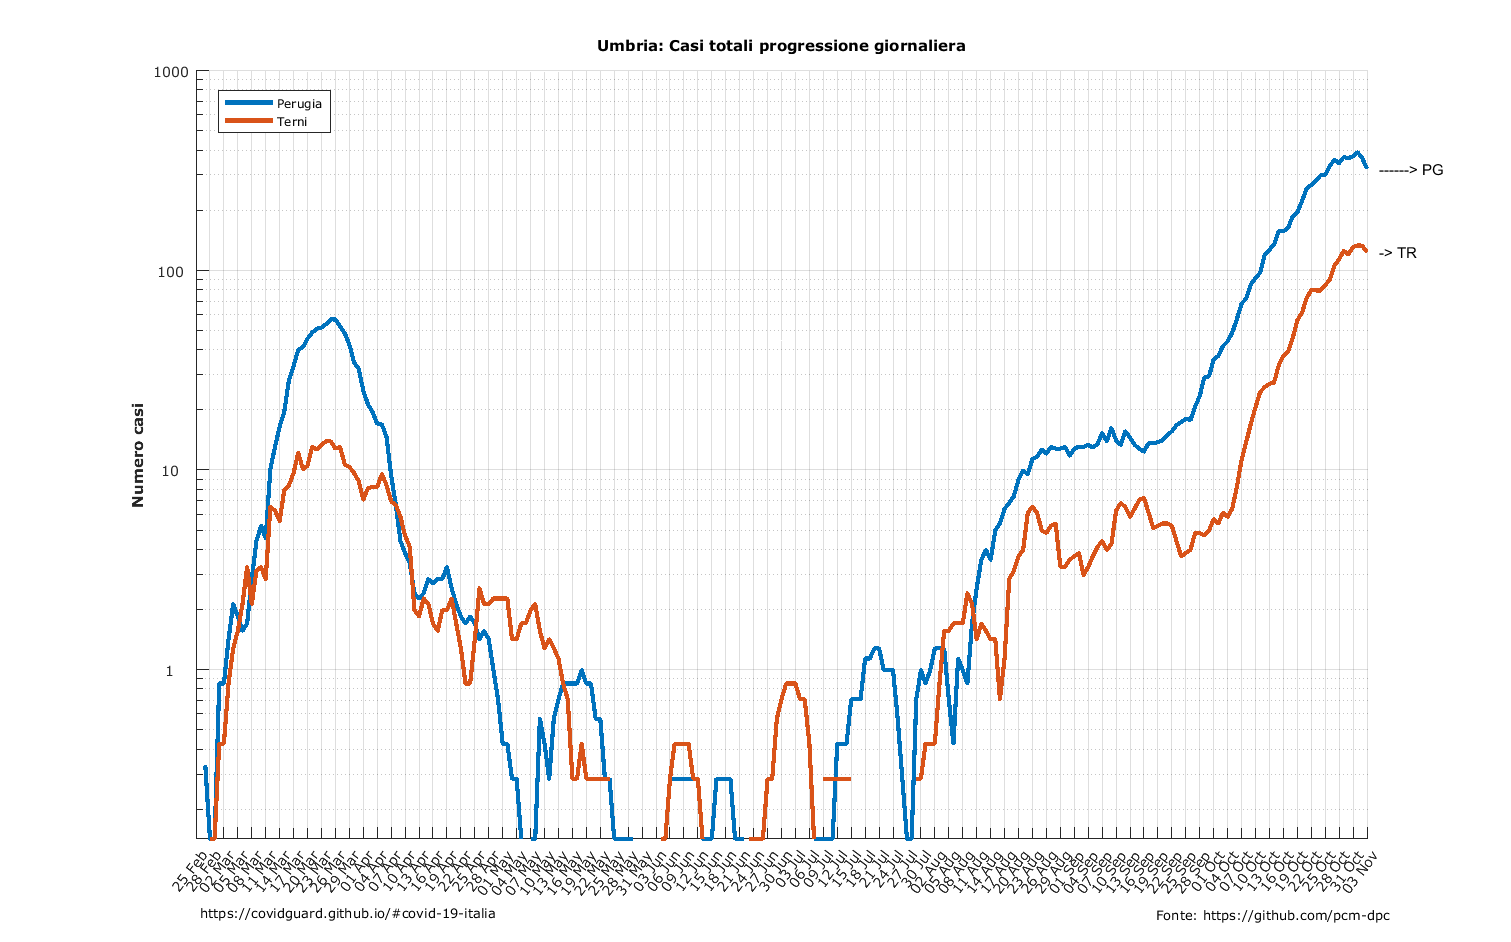 Umbria: Casi totali progressione giornaliera
1000
Perugia
Terni
------> PG
-> TR
100
Numero casi
10
1
25 Feb
28 Feb
02 Mar
05 Mar
08 Mar
11 Mar
14 Mar
17 Mar
20 Mar
23 Mar
26 Mar
29 Mar
01 Apr
04 Apr
07 Apr
10 Apr
13 Apr
16 Apr
19 Apr
22 Apr
25 Apr
28 Apr
01 May
04 May
07 May
10 May
13 May
16 May
19 May
22 May
25 May
28 May
31 May
03 Jun
06 Jun
09 Jun
12 Jun
15 Jun
18 Jun
21 Jun
24 Jun
27 Jun
30 Jun
03 Jul
06 Jul
09 Jul
12 Jul
15 Jul
18 Jul
21 Jul
24 Jul
27 Jul
30 Jul
02 Aug
05 Aug
08 Aug
11 Aug
14 Aug
17 Aug
20 Aug
23 Aug
26 Aug
29 Aug
01 Sep
04 Sep
07 Sep
10 Sep
13 Sep
16 Sep
19 Sep
22 Sep
25 Sep
28 Sep
01 Oct
04 Oct
07 Oct
10 Oct
13 Oct
16 Oct
19 Oct
22 Oct
25 Oct
28 Oct
31 Oct
03 Nov
https://covidguard.github.io/#covid-19-italia
Fonte: https://github.com/pcm-dpc